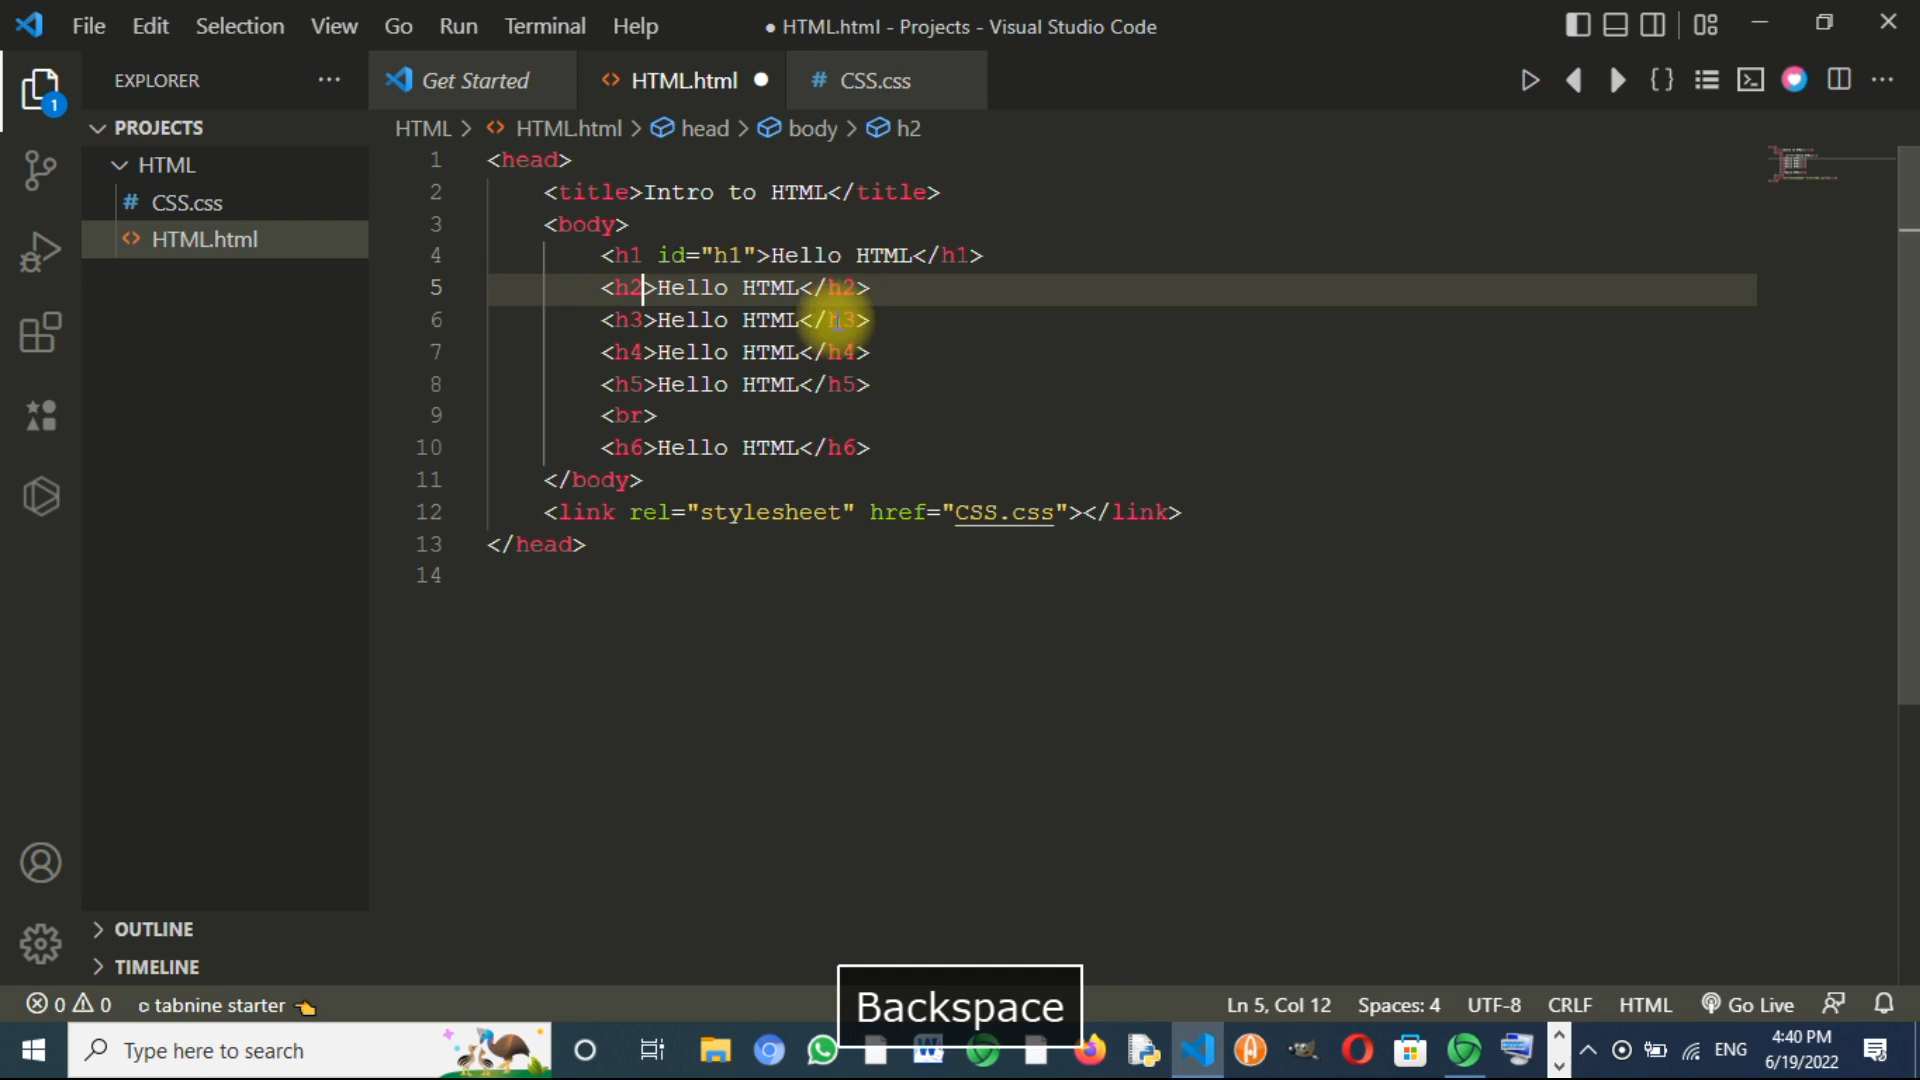 File Edit Selection View Go Run Terminal Help ● HTML.html - Projects - Visual Studio Code
EXPLORER ··· Get Started <> HTML.html ● # CSS.css
1
PROJECTS
HTML
# CSS.css
<> HTML.html
HTML > <> HTML.html > head > body > h2
1 <head>
2 <title>Intro to HTML</title>
3 <body>
4 <h1 id="h1">Hello HTML</h1>
5 <h2>Hello HTML</h2>
6 <h3>Hello HTML</h3>
7 <h4>Hello HTML</h4>
8 <h5>Hello HTML</h5>
9 <br>
10 <h6>Hello HTML</h6>
11 </body>
12 <link rel="stylesheet" href="CSS.css"></link>
13 </head>
14
OUTLINE
TIMELINE
Backspace
0 0 tabnine starter Ln 5, Col 12 Spaces: 4 UTF-8 CRLF HTML Go Live
Type here to search ENG 4:40 PM
6/19/2022